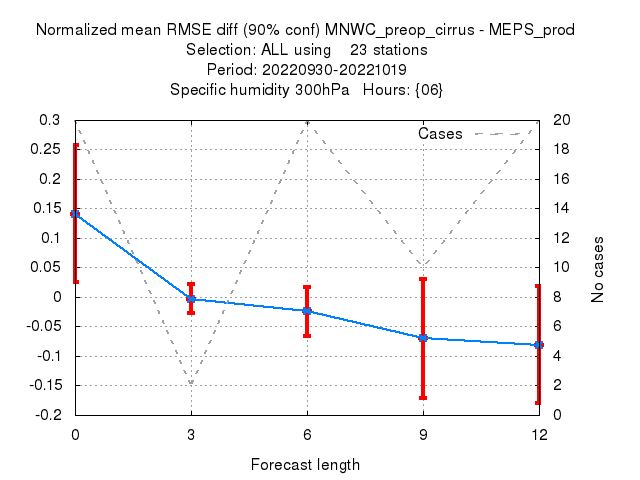 Normalized mean RMSE diff (90% conf) MNWC_preop_cirrus - MEPS_prod
Selection: ALL using    23 stations
Period: 20220930-20221019
Specific humidity 300hPa   Hours: {06}
Cases
0.3
0.25
0.2
0.15
0.1
0.05
0
-0.05
-0.1
-0.15
-0.2
20
18
16
14
12
10
8
6
4
2
0
No cases
0 3 6 9 12
Forecast length